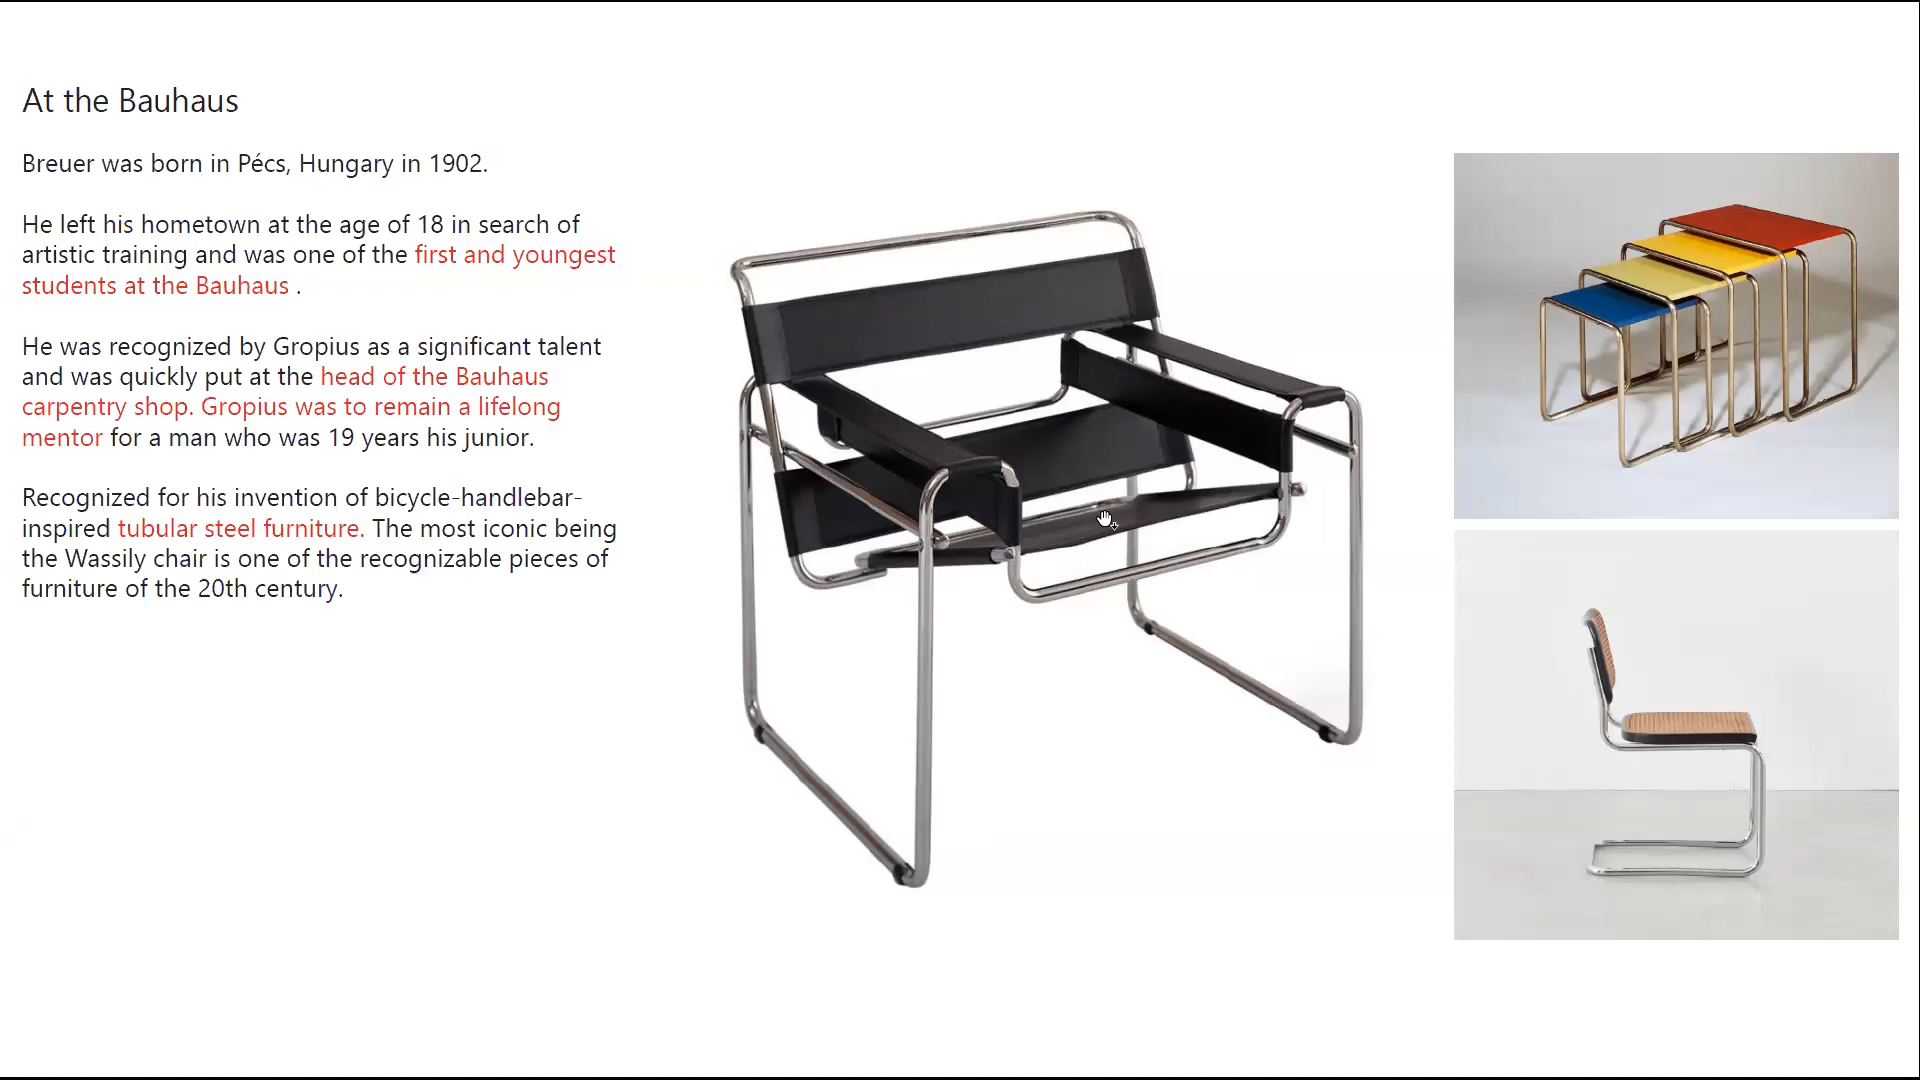 At the Bauhaus
Breuer was born in Pécs, Hungary in 1902.
He left his hometown at the age of 18 in search of
artistic training and was one of the first and youngest
students at the Bauhaus .
He was recognized by Gropius as a significant talent
and was quickly put at the head of the Bauhaus
carpentry shop. Gropius was to remain a lifelong
mentor for a man who was 19 years his junior.
Recognized for his invention of bicycle-handlebar-
inspired tubular steel furniture. The most iconic being
the Wassily chair is one of the recognizable pieces of
furniture of the 20th century.